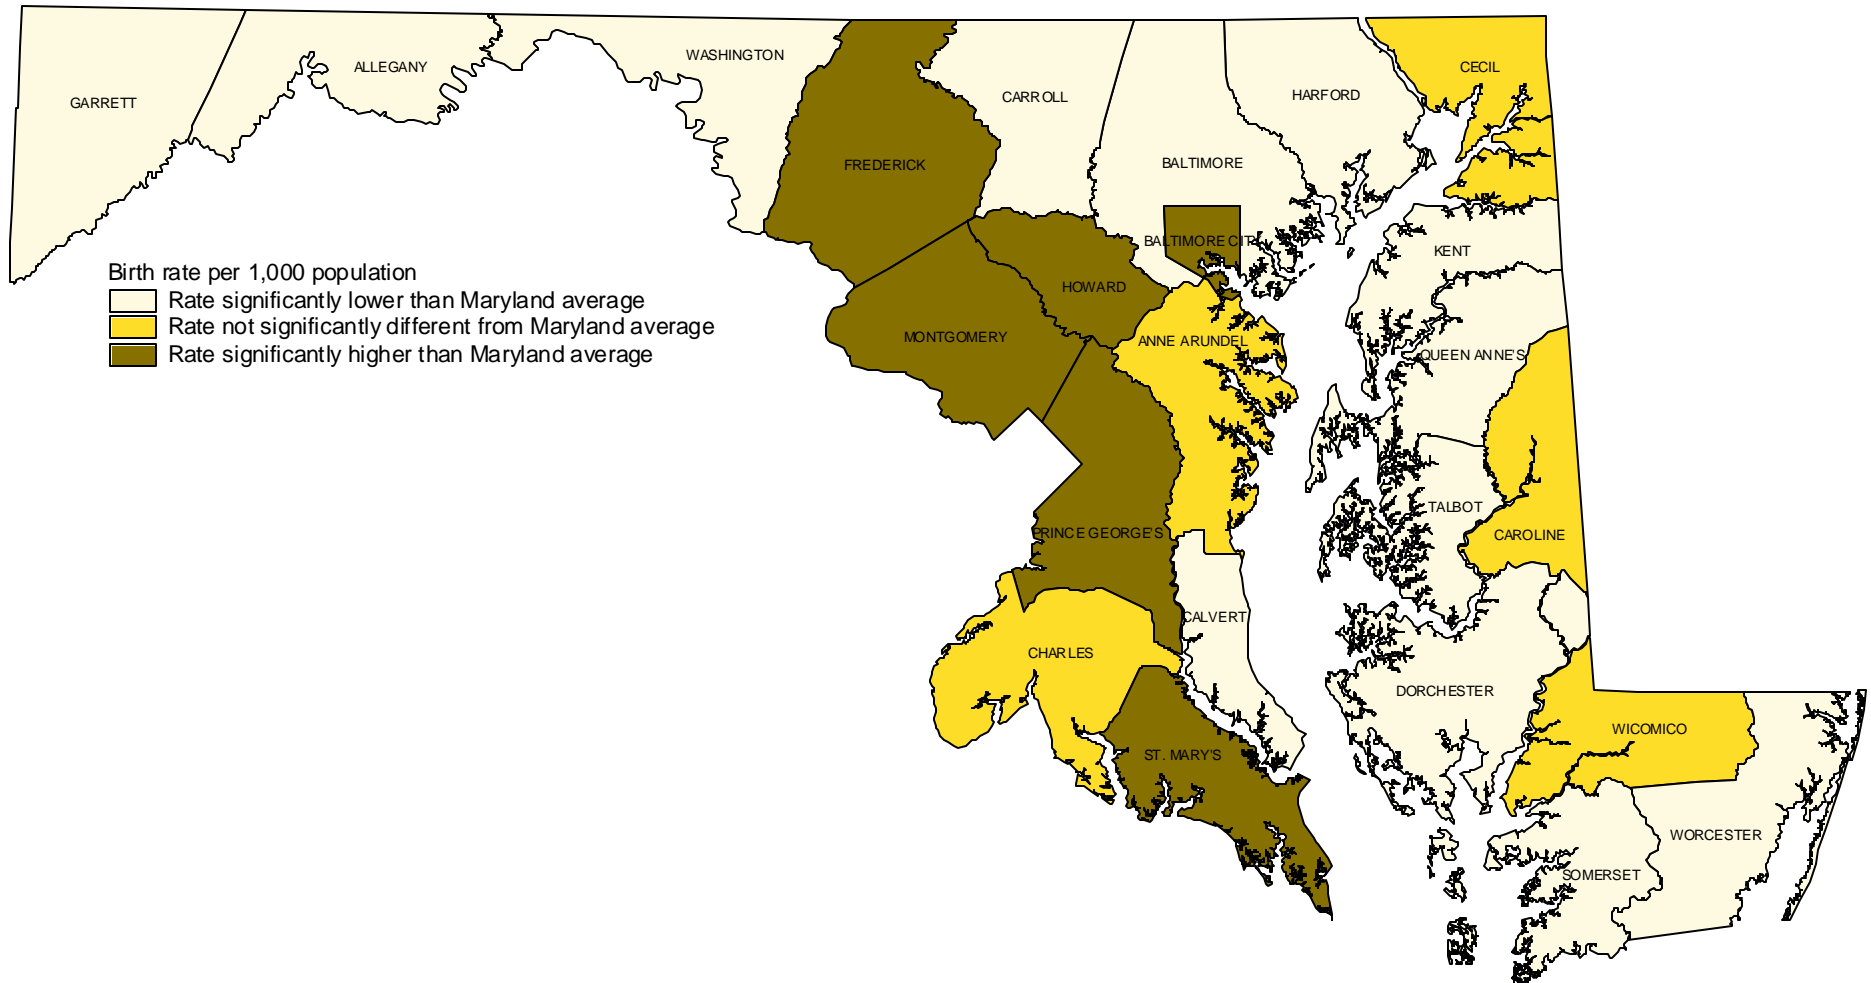 WASHINGTON
ALLEGANY
CECIL
GARRETT
CARROLL
HARFORD
FREDERICK
BALTIMORE
BALTIMORE CITY
KENT
Birth rate per 1,000 population
Rate significantly lower than Maryland average
Rate not significantly different from Maryland average
Rate significantly higher than Maryland average
HOWARD
MONTGOMERY
ANNE ARUNDEL
QUEEN ANNE'S
TALBOT
PRINCE GEORGE'S
CAROLINE
CALVERT
CHARLES
DORCHESTER
WICOMICO
ST. MARY'S
WORCESTER
SOMERSET